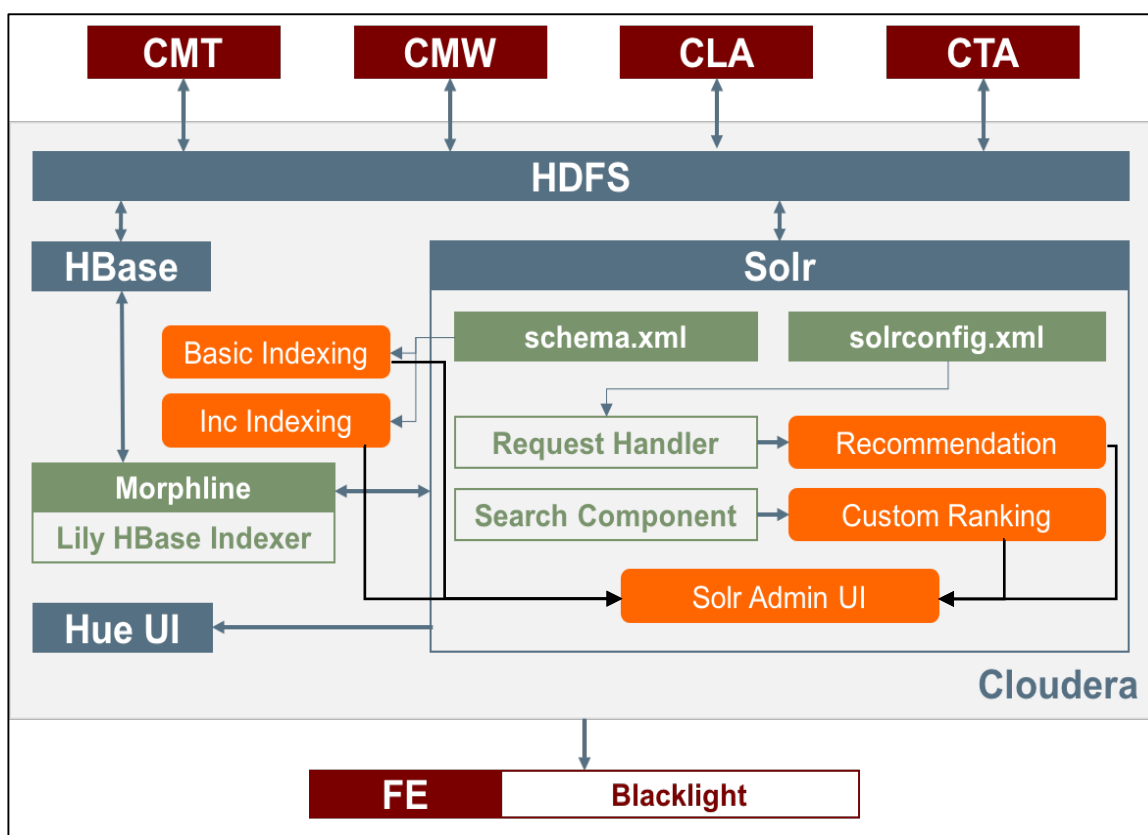 CMT
CMW
CLA
CTA
HDFS
HBase
Solr
Basic Indexing
schema.xml
solrconfig.xml
Inc Indexing
Request Handler
Recommendation
Morphline
Search Component
Custom Ranking
Lily HBase Indexer
Solr Admin UI
Hue UI
Cloudera
FE
Blacklight